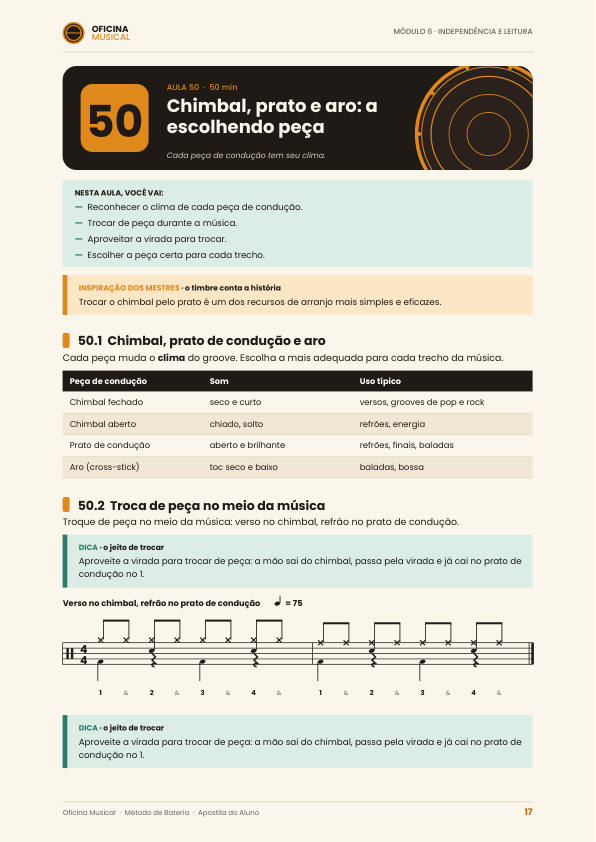 OFICINA
MUSICAL
MÓDULO 6 · INDEPENDÊNCIA E LEITURA
50
AULA 50 · 50 min
Chimbal, prato e aro: a
escolhendo peça
Cada peça de condução tem seu clima.
NESTA AULA, VOCÊ VAI:
— Reconhecer o clima de cada peça de condução.
— Trocar de peça durante a música.
— Aproveitar a virada para trocar.
— Escolher a peça certa para cada trecho.
INSPIRAÇÃO DOS MESTRES · o timbre conta a história
Trocar o chimbal pelo prato é um dos recursos de arranjo mais simples e eficazes.
50.1 Chimbal, prato de condução e aro
Cada peça muda o clima do groove. Escolha a mais adequada para cada trecho da música.
Peça de condução Som Uso típico
Chimbal fechado seco e curto versos, grooves de pop e rock
Chimbal aberto chiado, solto refrões, energia
Prato de condução aberto e brilhante refrões, finais, baladas
Aro (cross-stick) toc seco e baixo baladas, bossa
50.2 Troca de peça no meio da música
Troque de peça no meio da música: verso no chimbal, refrão no prato de condução.
DICA · o jeito de trocar
Aproveite a virada para trocar de peça: a mão sai do chimbal, passa pela virada e já cai no prato de
condução no 1.
Verso no chimbal, refrão no prato de condução ♩ = 75
4
4
1 & 2 & 3 & 4 & 1 & 2 & 3 & 4 &
DICA · o jeito de trocar
Aproveite a virada para trocar de peça: a mão sai do chimbal, passa pela virada e já cai no prato de
condução no 1.
Oficina Musical · Método de Bateria · Apostila do Aluno
17